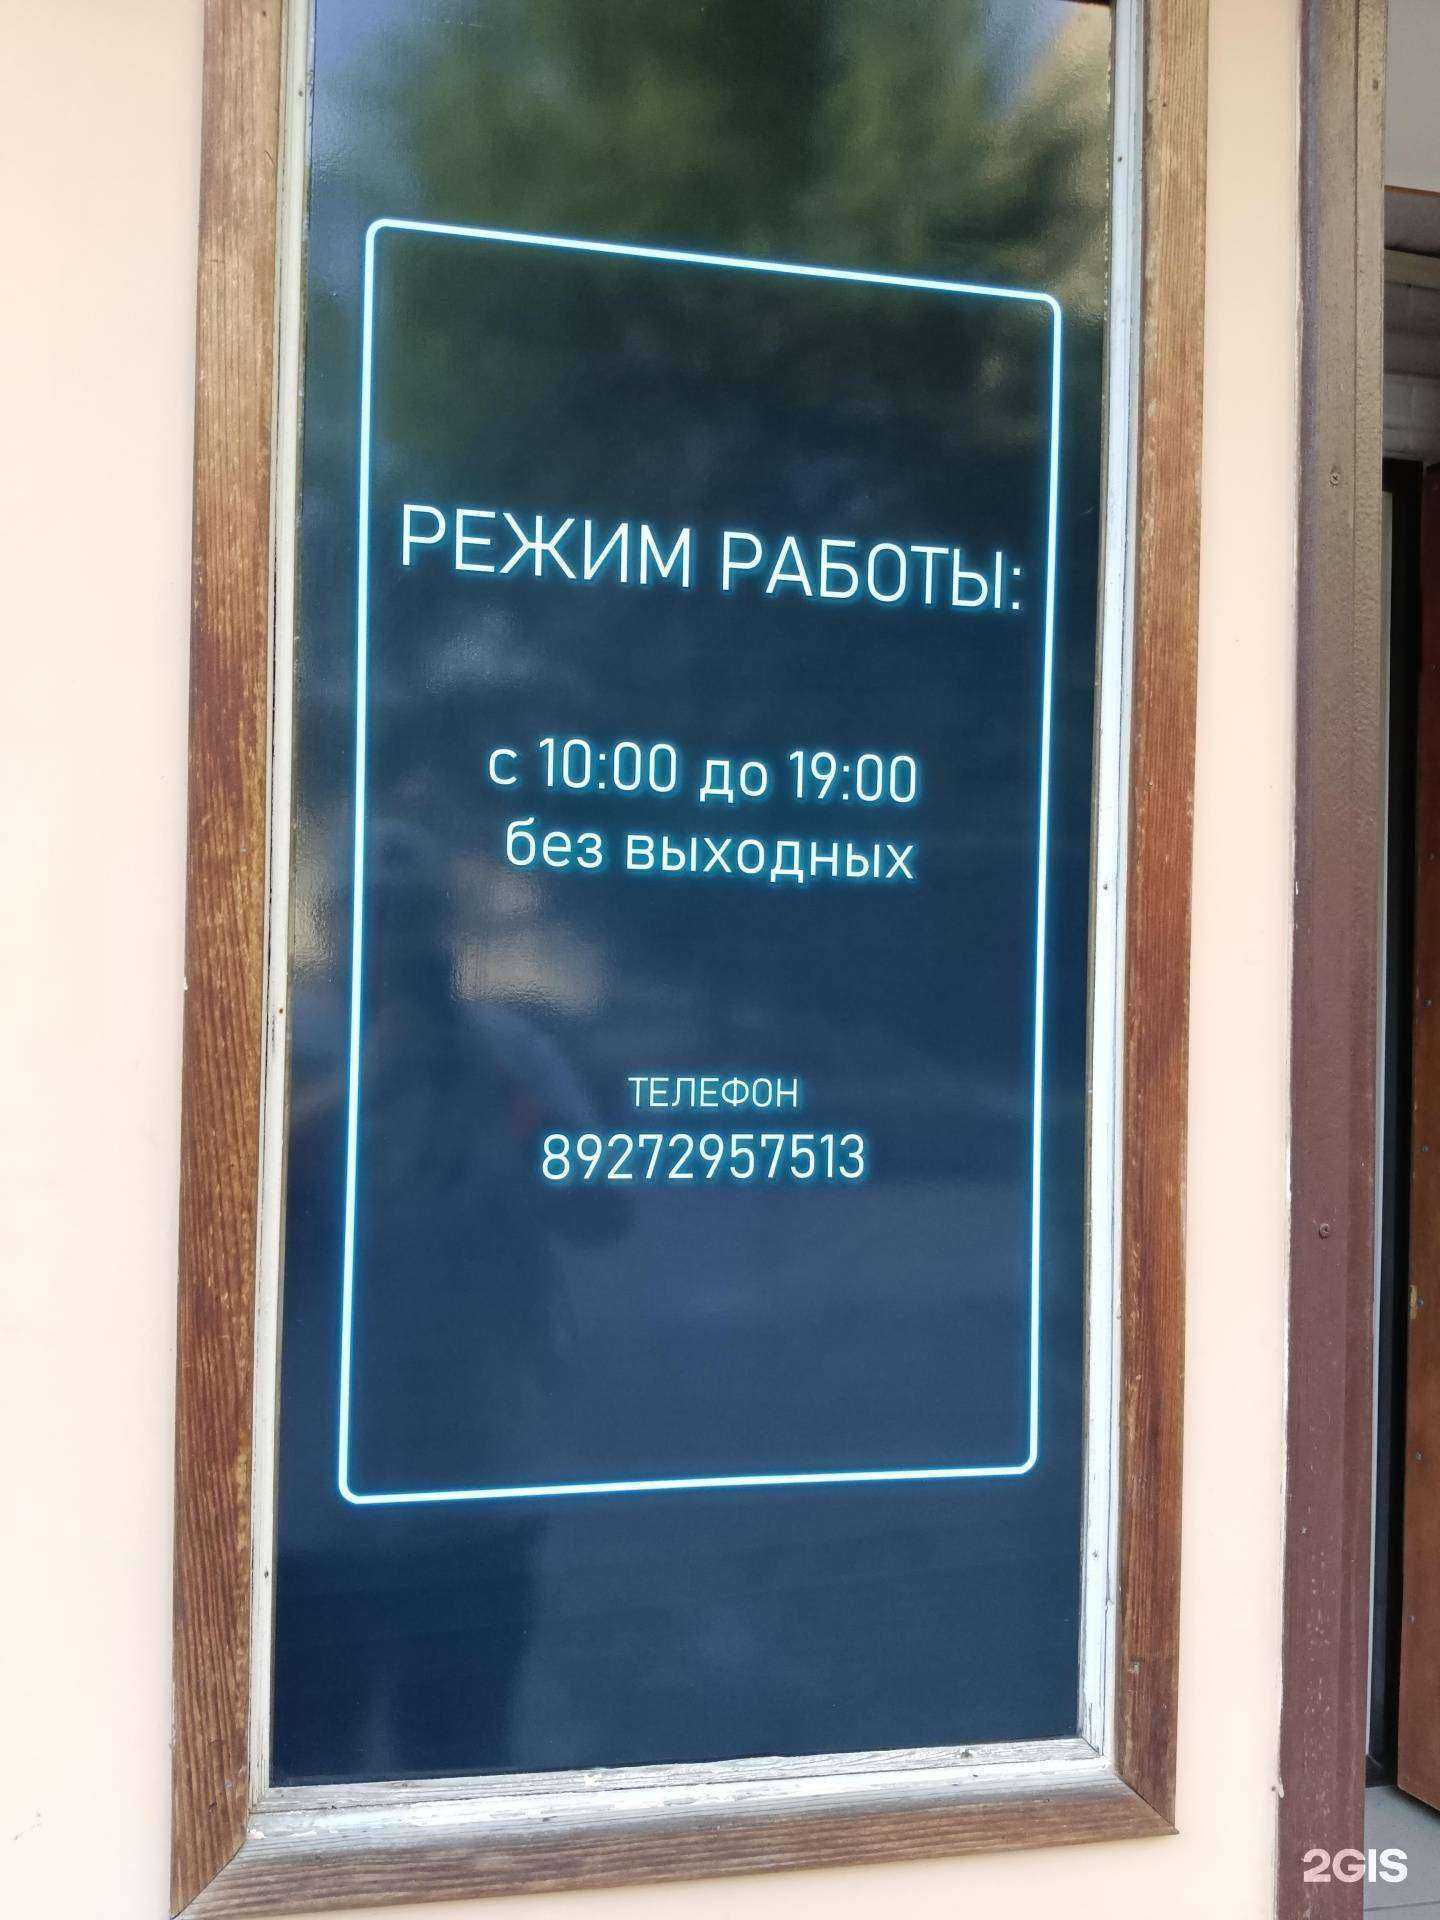 РЕЖИМ РАБОТЫ:
с 10:00 до 19:00
без выходных
ТЕЛЕФОН
89272957513
2GIS